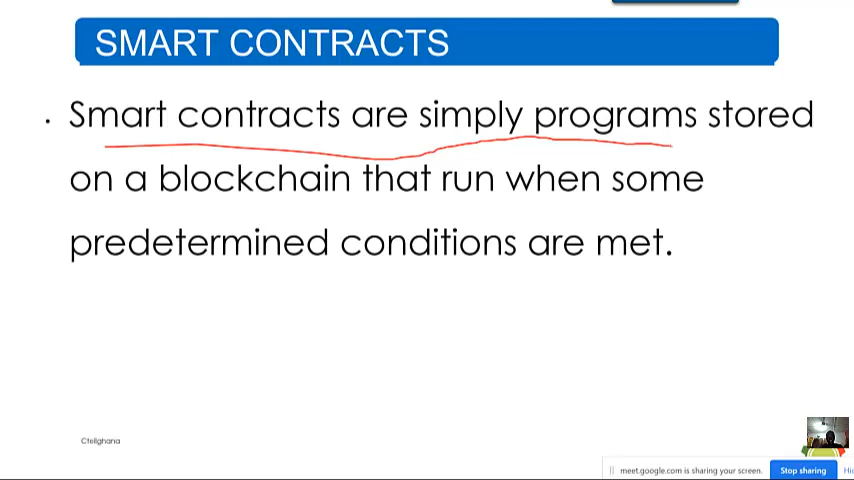 SMART CONTRACTS
• Smart contracts are simply programs stored
on a blockchain that run when some
predetermined conditions are met.
Ctellghana
|| meet.google.com is sharing your screen. Stop sharing